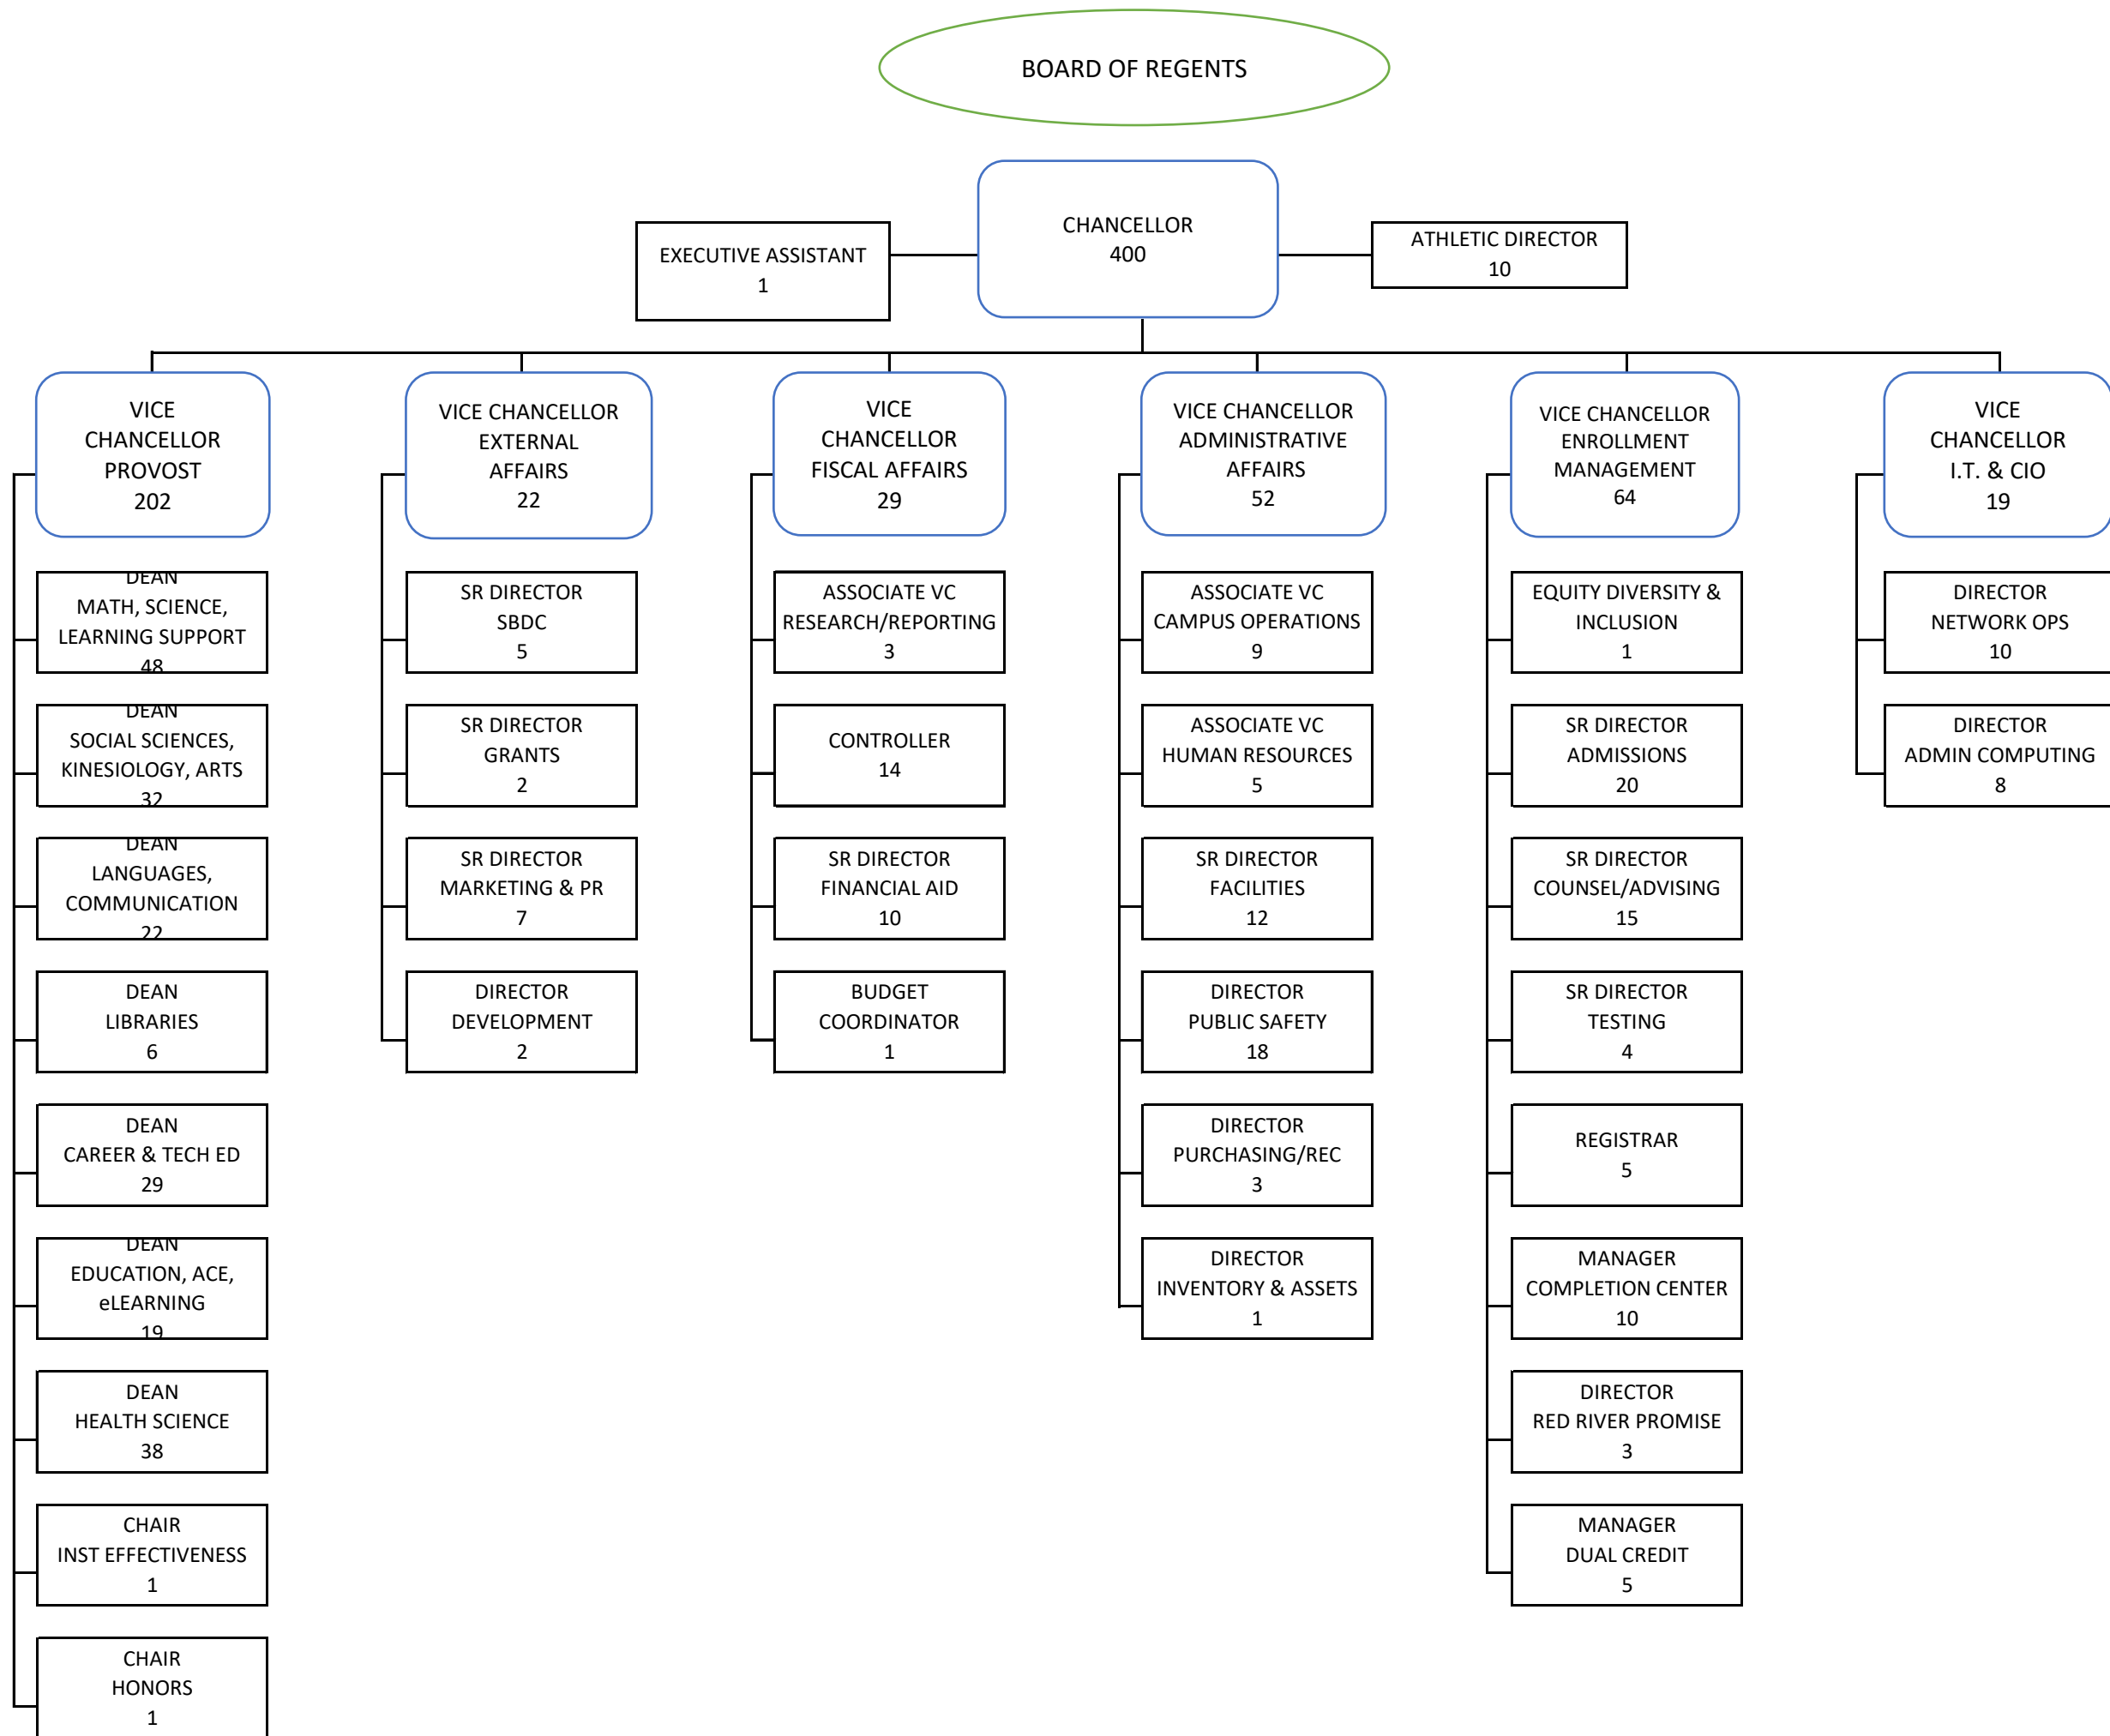 BOARD OF REGENTS
CHANCELLOR
400
EXECUTIVE ASSISTANT
1
ATHLETIC DIRECTOR
10
VICE
CHANCELLOR
PROVOST
202
DEAN
MATH, SCIENCE,
LEARNING SUPPORT
48
DEAN
SOCIAL SCIENCES,
KINESIOLOGY, ARTS
32
DEAN
LANGUAGES,
COMMUNICATION
22
DEAN
LIBRARIES
6
DEAN
CAREER & TECH ED
29
DEAN
EDUCATION, ACE,
eLEARNING
19
DEAN
HEALTH SCIENCE
38
CHAIR
INST EFFECTIVENESS
1
CHAIR
HONORS
1
VICE CHANCELLOR
EXTERNAL
AFFAIRS
22
SR DIRECTOR
SBDC
5
SR DIRECTOR
GRANTS
2
SR DIRECTOR
MARKETING & PR
7
DIRECTOR
DEVELOPMENT
2
VICE
CHANCELLOR
FISCAL AFFAIRS
29
ASSOCIATE VC
RESEARCH/REPORTING
3
CONTROLLER
14
SR DIRECTOR
FINANCIAL AID
10
BUDGET
COORDINATOR
1
VICE CHANCELLOR
ADMINISTRATIVE
AFFAIRS
52
ASSOCIATE VC
CAMPUS OPERATIONS
9
ASSOCIATE VC
HUMAN RESOURCES
5
SR DIRECTOR
FACILITIES
12
DIRECTOR
PUBLIC SAFETY
18
DIRECTOR
PURCHASING/REC
3
DIRECTOR
INVENTORY & ASSETS
1
VICE CHANCELLOR
ENROLLMENT
MANAGEMENT
64
EQUITY DIVERSITY &
INCLUSION
1
SR DIRECTOR
ADMISSIONS
20
SR DIRECTOR
COUNSEL/ADVISING
15
SR DIRECTOR
TESTING
4
REGISTRAR
5
MANAGER
COMPLETION CENTER
10
DIRECTOR
RED RIVER PROMISE
3
MANAGER
DUAL CREDIT
5
VICE
CHANCELLOR
I.T. & CIO
19
DIRECTOR
NETWORK OPS
10
DIRECTOR
ADMIN COMPUTING
8